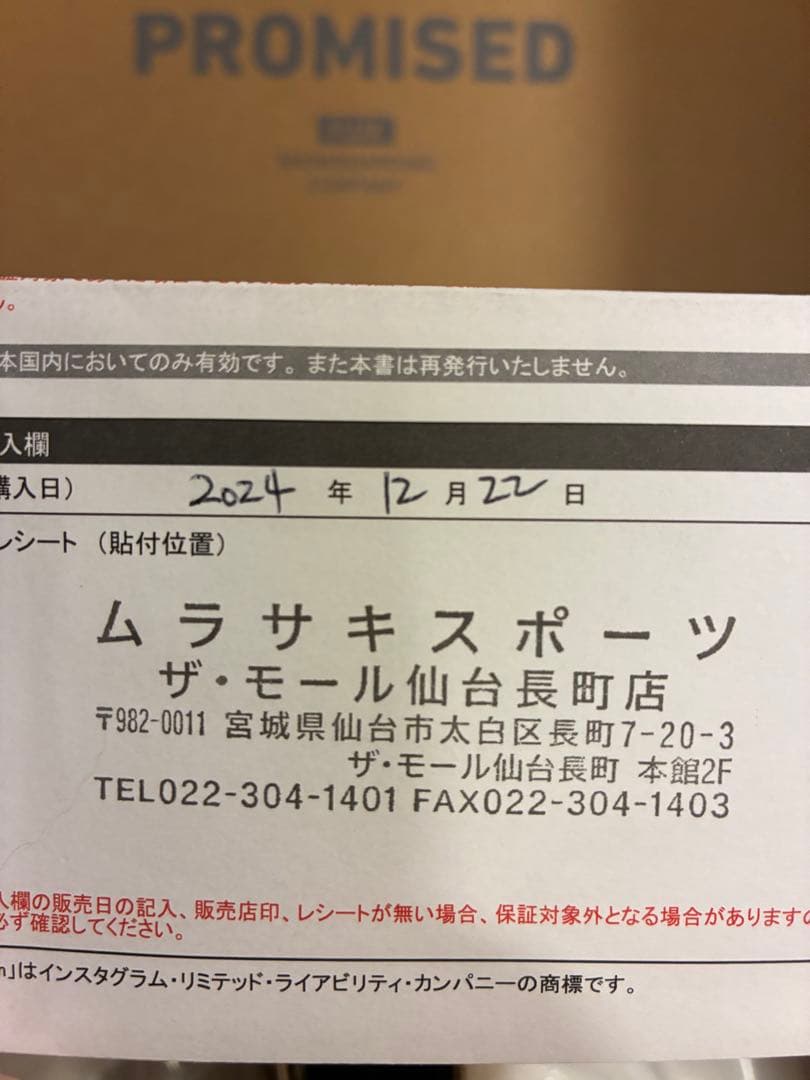 PROMISED
本国内においてのみ有効です。また本書は再発行いたしません。
入欄
購入日) 2024 年 12 月 22 日
レシート (貼付位置)
ムラサキスポーツ
ザ・モール仙台長町店
〒982-0011 宮城県仙台市太白区長町7-20-3
ザ・モール仙台長町 本館2F
TEL022-304-1401 FAX022-304-1403
入欄の販売日の記入、販売店印、レシートが無い場合、保証対象外となる場合がありますの
必ず確認してください。
」はインスタグラム・リミテッド・ライアビリティ・カンパニーの商標です。